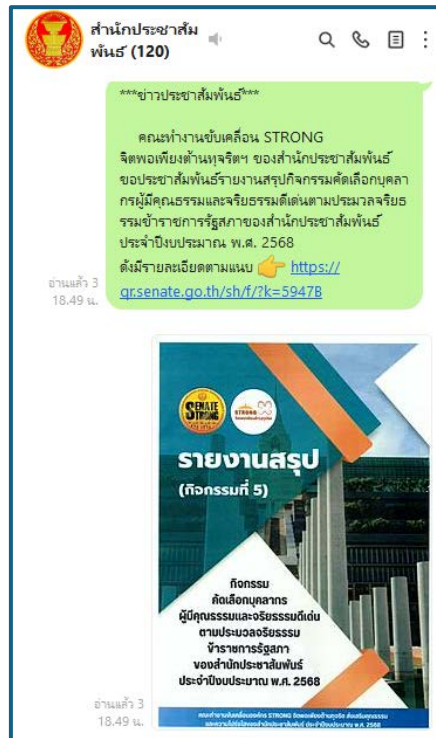 สำนักประชาสัม
พันธ์ (120)
***ข่าวประชาสัมพันธ์***
คณะทำงานขับเคลื่อน STRONG
จิตพอเพียงต้านทุจริตฯ ของสำนักประชาสัมพันธ์
ขอประชาสัมพันธ์รายงานสรุปกิจกรรมคัดเลือกบุคลา
กรผู้มีคุณธรรมและจริยธรรมดีเด่นตามประมวลจริยธ
รรมข้าราชการรัฐสภาของสำนักประชาสัมพันธ์
ประจำปีงบประมาณ พ.ศ. 2568
ดังมีรายละเอียดตามแนบ 👉 https://
qr.senate.go.th/sh/f/?k=5947B
อ่านแล้ว 3
18.49 น.
SENATE
STRONG
STRONG
รายงานสรุป
(กิจกรรมที่ 5)
กิจกรรม
คัดเลือกบุคลากร
ผู้มีคุณธรรมและจริยธรรมดีเด่น
ตามประมวลจริยธรรม
ข้าราชการรัฐสภา
ของสำนักประชาสัมพันธ์
ประจำปีงบประมาณ พ.ศ. 2568
อ่านแล้ว 3
18.49 น.